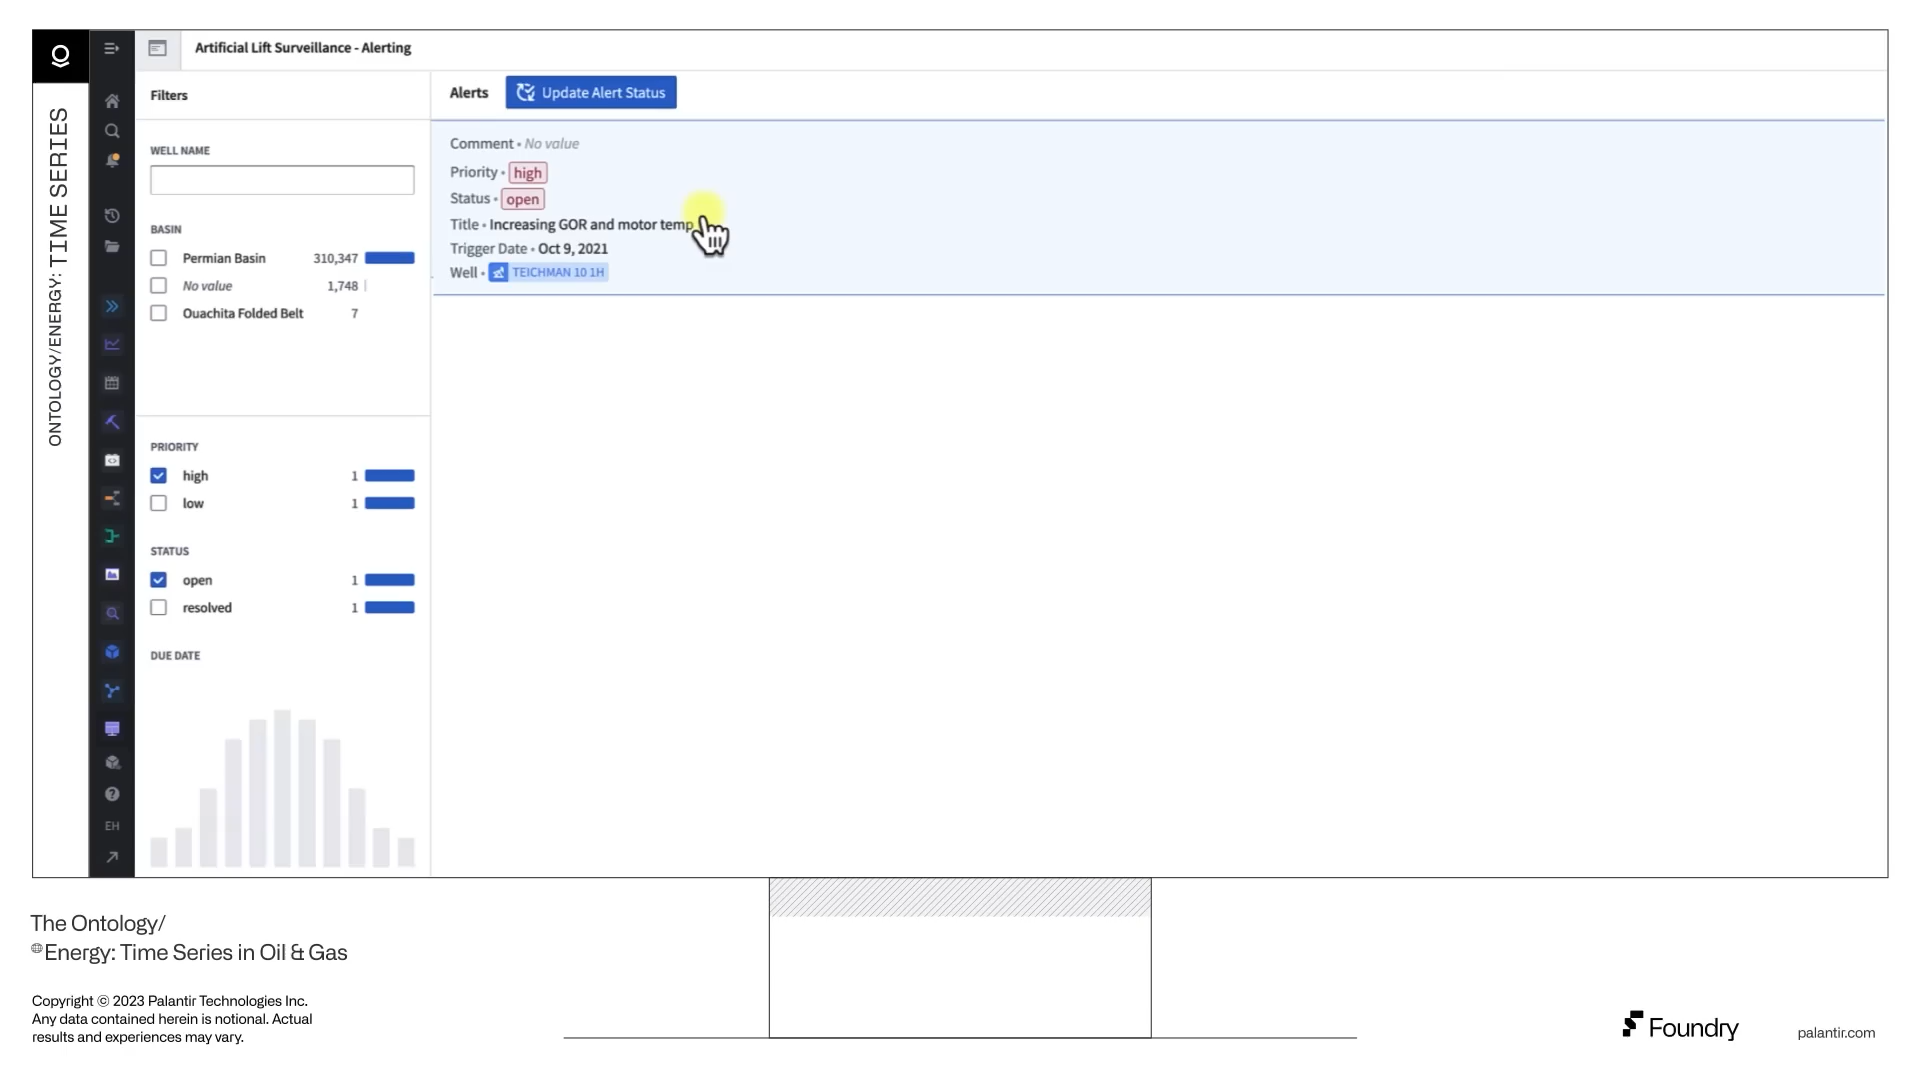 ONTOLOGY/ENERGY: TIME SERIES
Artificial Lift Surveillance - Alerting
Filters
WELL NAME
BASIN
Permian Basin 310,347
No value 1,748
Ouachita Folded Belt 7
PRIORITY
high 1
low 1
STATUS
open 1
resolved 1
DUE DATE
EH
Alerts
Update Alert Status
Comment • No value
Priority • high
Status • open
Title • Increasing GOR and motor temp
Trigger Date • Oct 9, 2021
Well • TEICHMAN 10 1H
The Ontology/
Energy: Time Series in Oil & Gas
Copyright © 2023 Palantir Technologies Inc.
Any data contained herein is notional. Actual
results and experiences may vary.
Foundry
palantir.com